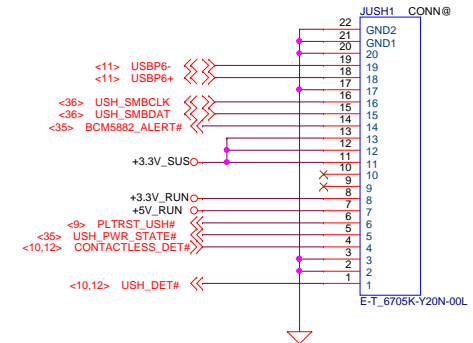 JUSH1 CONN@
22 GND2
21 GND1
20 20
<11> USBP6- 19 19
<11> USBP6+ 18 18
17 17
<36> USH_SMBCLK 16 16
<36> USH_SMBDAT 15 15
<35> BCM5882_ALERT# 14 14
13 13
12 12
+3.3V_SUS 11 11
10 10
9 9
+3.3V_RUN 8 8
+5V_RUN 7 7
<9> PLTRST_USH# 6 6
<35> USH_PWR_STATE# 5 5
<10,12> CONTACTLESS_DET# 4 4
3 3
2 2
<10,12> USH_DET# 1 1
E-T_6705K-Y20N-00L